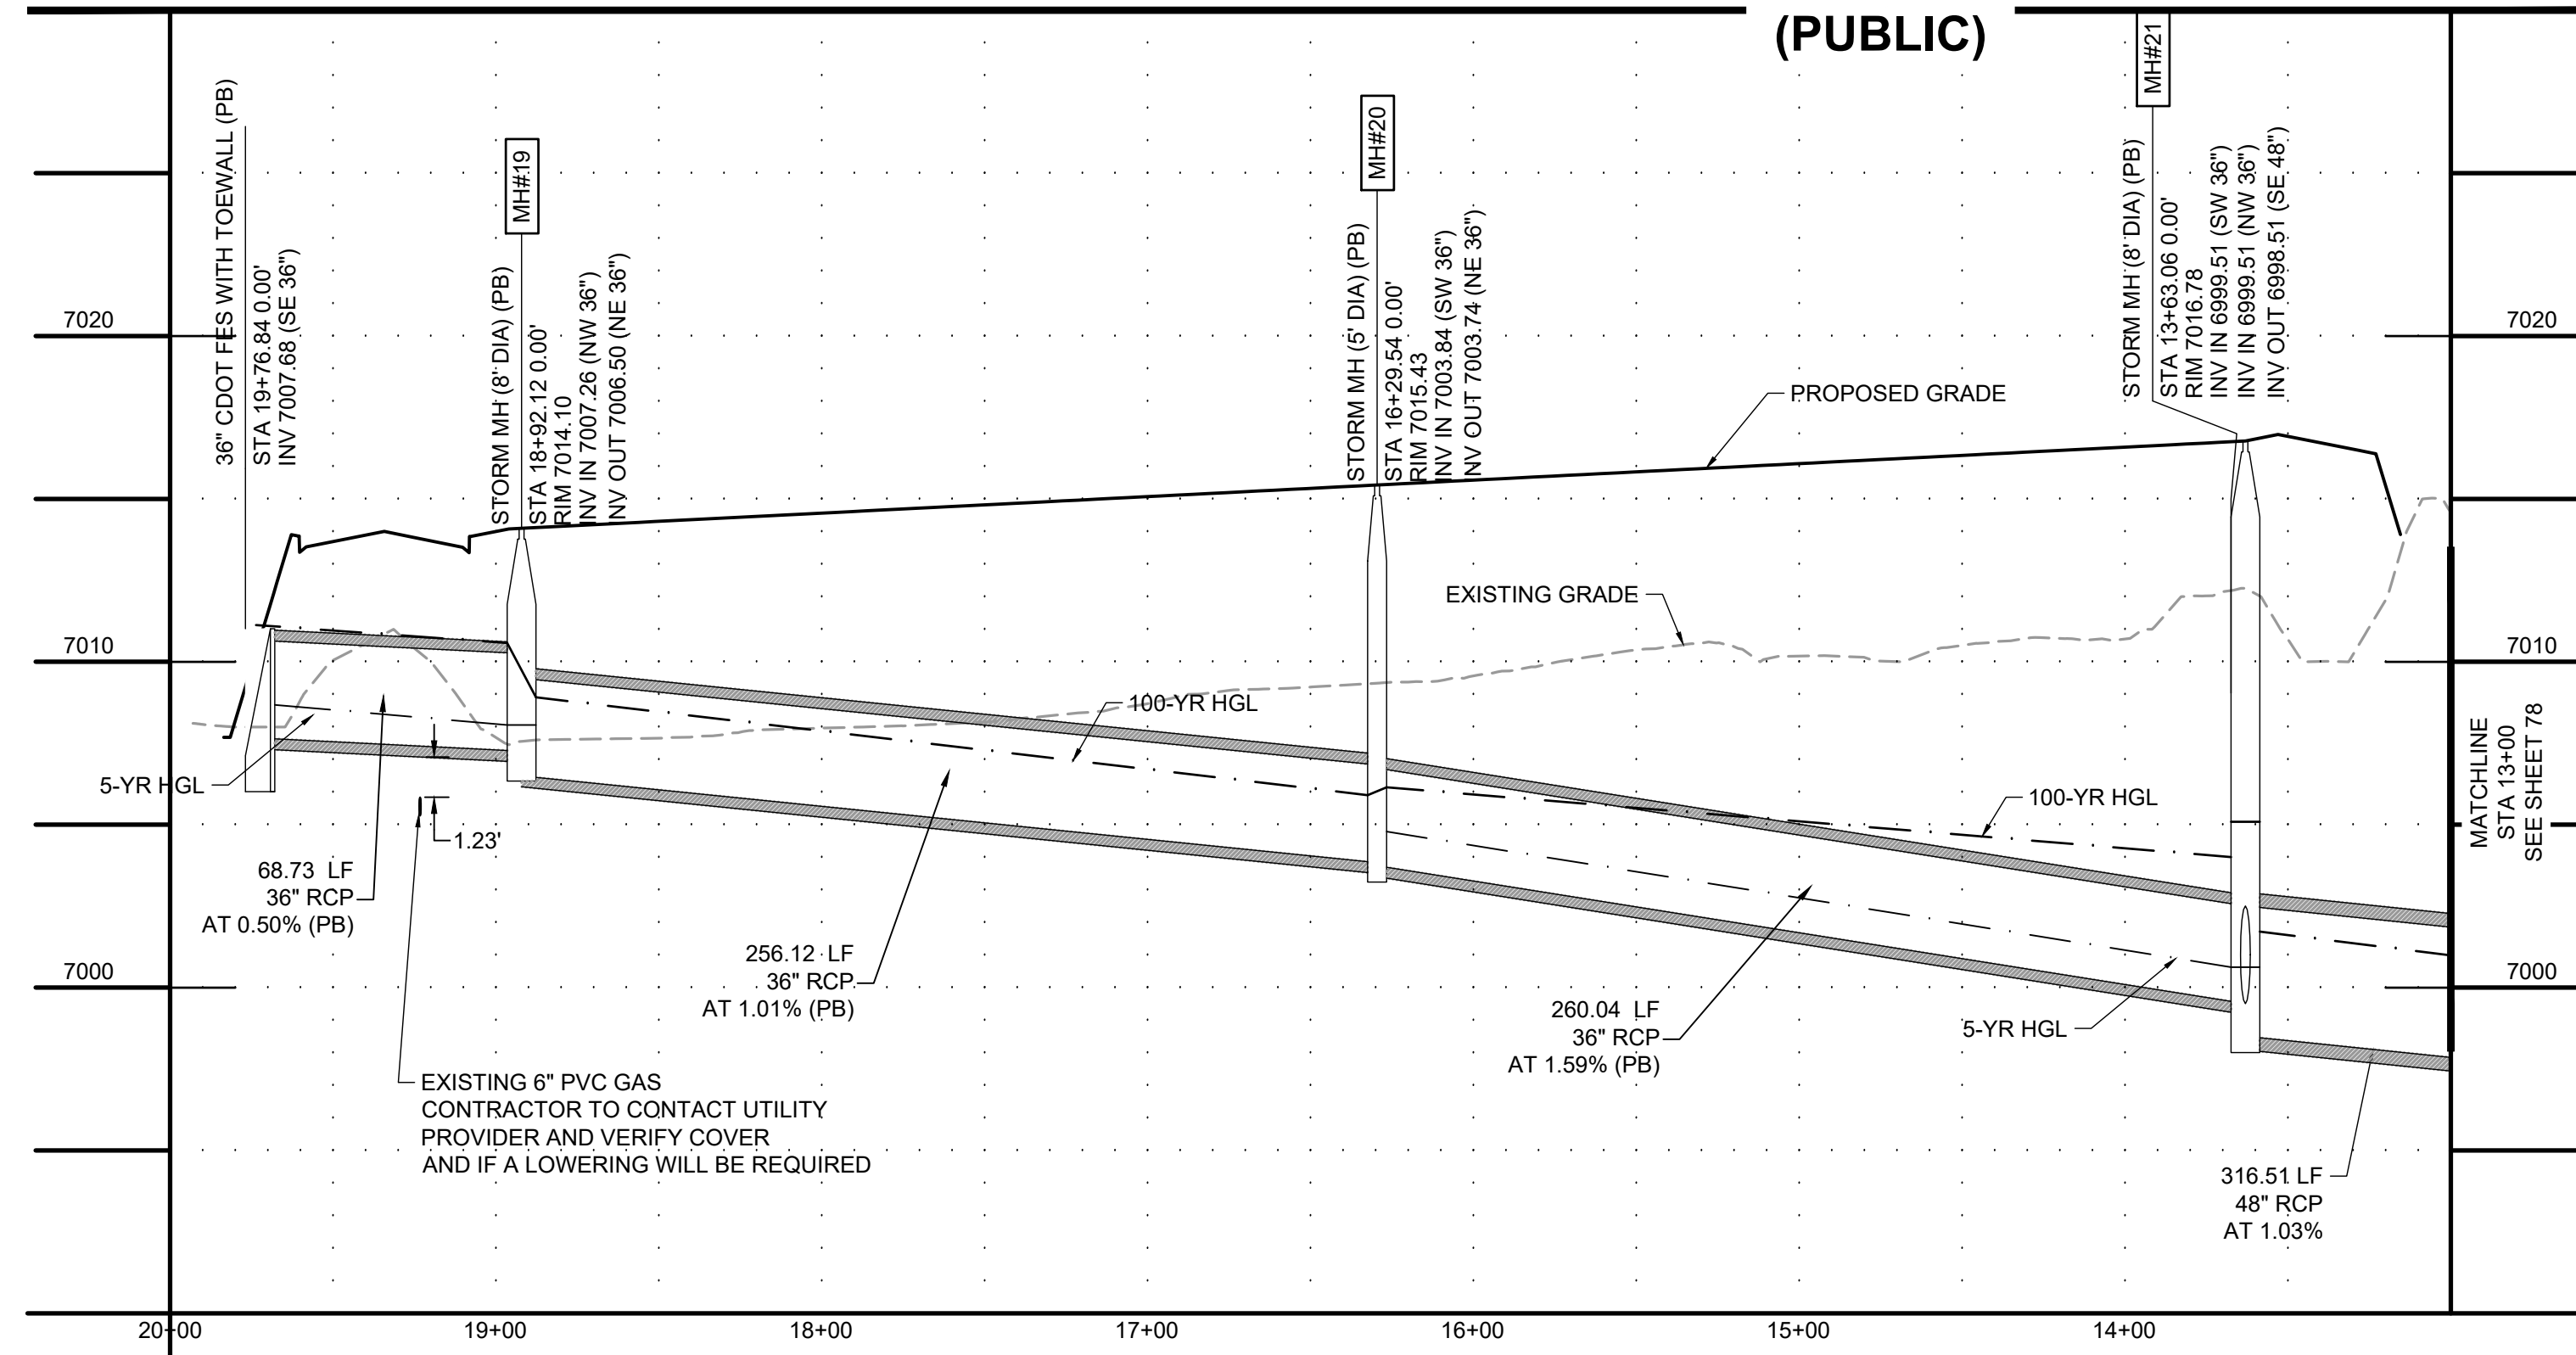 (PUBLIC)
36" CDOT FES WITH TOEWALL (PB)
STA 19+76.84 0.00'
INV 7007.68 (SE 36")
MH#19
STORM MH (8' DIA) (PB)
STA 18+92.12 0.00'
RIM 7014.10
INV IN 7007.26 (NW 36")
INV OUT 7006.50 (NE 36")
MH#20
STORM MH (5' DIA) (PB)
STA 16+29.54 0.00'
RIM 7015.43
INV IN 7003.84 (SW 36")
INV OUT 7003.74 (NE 36")
MH#21
STORM MH (8' DIA) (PB)
STA 13+63.06 0.00'
RIM 7016.78
INV IN 6999.51 (SW 36")
INV IN 6999.51 (NW 36")
INV OUT 6998.51 (SE 48")
7020
7020
PROPOSED GRADE
EXISTING GRADE
7010
7010
100-YR HGL
5-YR HGL
100-YR HGL
1.23'
MATCHLINE
STA 13+00
SEE SHEET 78
68.73 LF
36" RCP
AT 0.50% (PB)
256.12 LF
36" RCP
AT 1.01% (PB)
7000
7000
260.04 LF
36" RCP
AT 1.59% (PB)
5-YR HGL
EXISTING 6" PVC GAS
CONTRACTOR TO CONTACT UTILITY
PROVIDER AND VERIFY COVER
AND IF A LOWERING WILL BE REQUIRED
316.51 LF
48" RCP
AT 1.03%
20+00
19+00
18+00
17+00
16+00
15+00
14+00